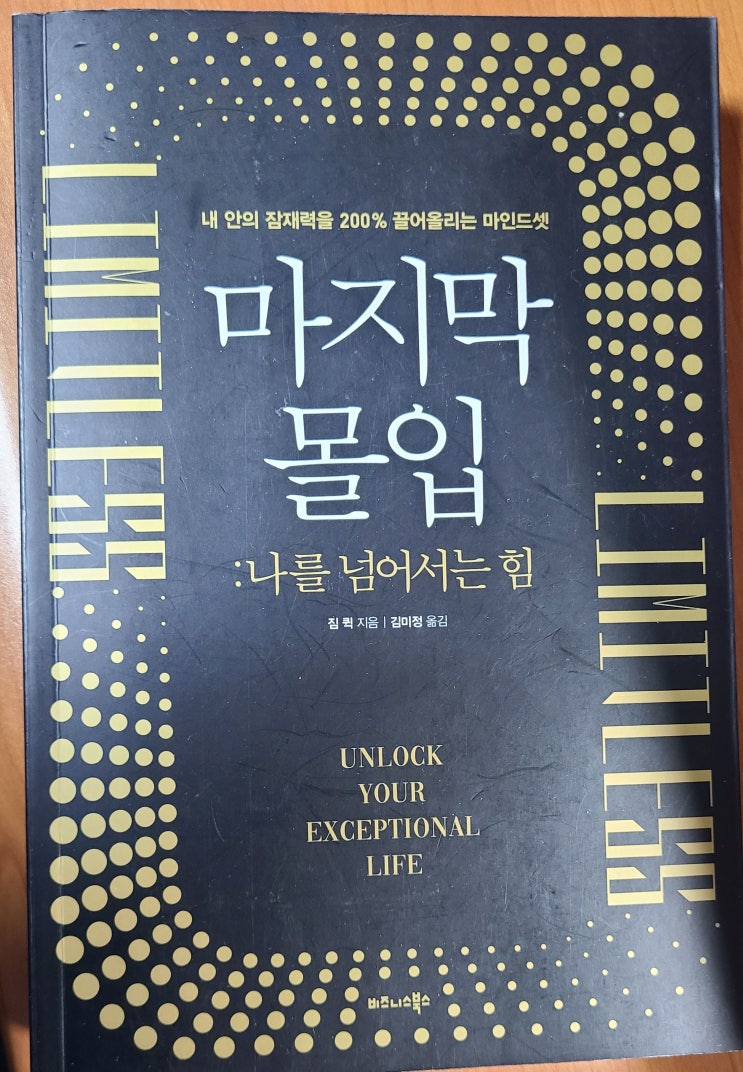 LIMITLESS
내 안의 잠재력을 200% 끌어올리는 마인드셋
마지막
몰입
:나를 넘어서는 힘
짐 퀵 지음 | 김미정 옮김
LIMITLESS
UNLOCK
YOUR
EXCEPTIONAL
LIFE
비즈니스북스